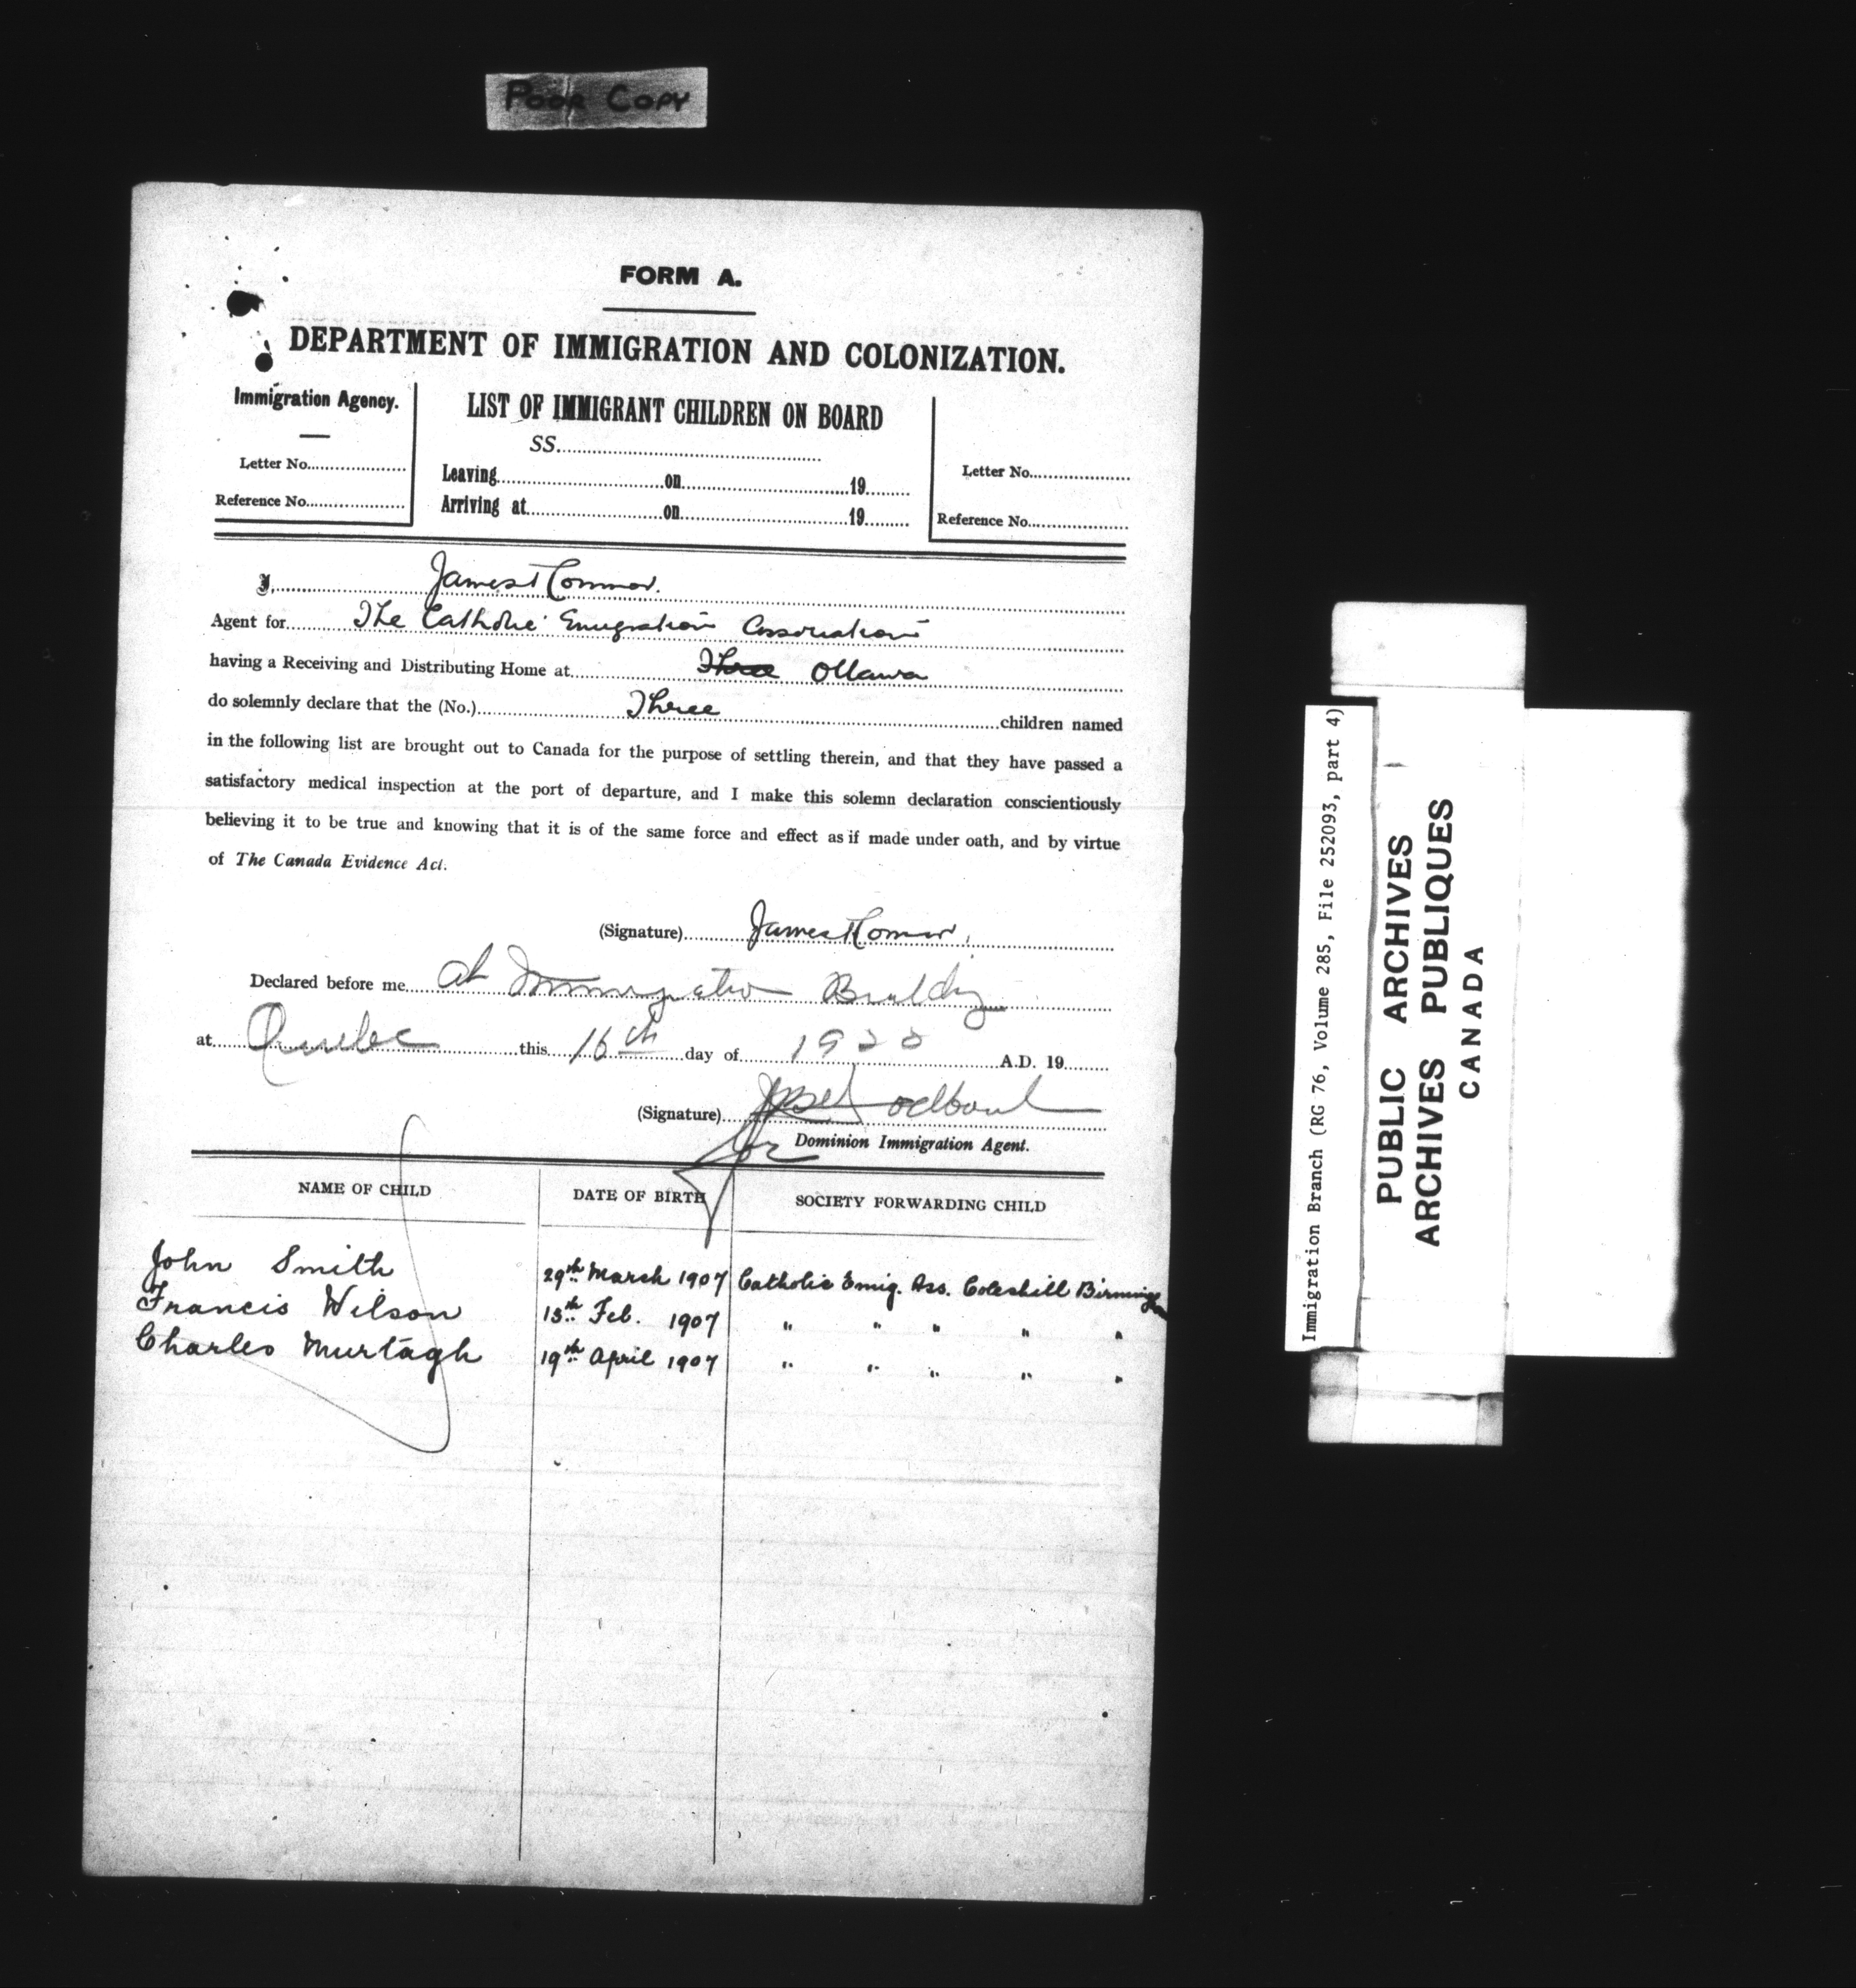 POOR COPY
FORM A.
DEPARTMENT OF IMMIGRATION AND COLONIZATION.
Immigration Agency.
Letter No.
Reference No.
LIST OF IMMIGRANT CHILDREN ON BOARD
SS.
Leaving on 19
Arriving at on 19
Letter No.
Reference No.
I, James Connor.
Agent for The Catholic Emigration Association
having a Receiving and Distributing Home at Three Ottawa
do solemnly declare that the (No.) Three children named
in the following list are brought out to Canada for the purpose of settling therein, and that they have passed a
satisfactory medical inspection at the port of departure, and I make this solemn declaration conscientiously
believing it to be true and knowing that it is of the same force and effect as if made under oath, and by virtue
of The Canada Evidence Act.
(Signature) James Connor.
Declared before me at Immigration Building
at Quebec this 16th day of 192 A.D. 19
(Signature)
for Dominion Immigration Agent.
NAME OF CHILD DATE OF BIRTH SOCIETY FORWARDING CHILD
John Smith 29th March 1907 Catholic Emig. Ass. Coleshill Birmingham
Francis Wilson Feb. 1907 " " " " "
Charles Murtagh 19th April 1907 " " " " "
Immigration Branch (RG 76, Volume 285, File 252093, part 4)
PUBLIC ARCHIVES
ARCHIVES PUBLIQUES
CANADA